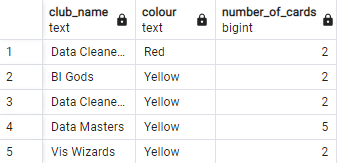 club_name text colour text number_of_cards bigint
1 Data Cleane... Red 2
2 BI Gods Yellow 2
3 Data Cleane... Yellow 2
4 Data Masters Yellow 5
5 Vis Wizards Yellow 2